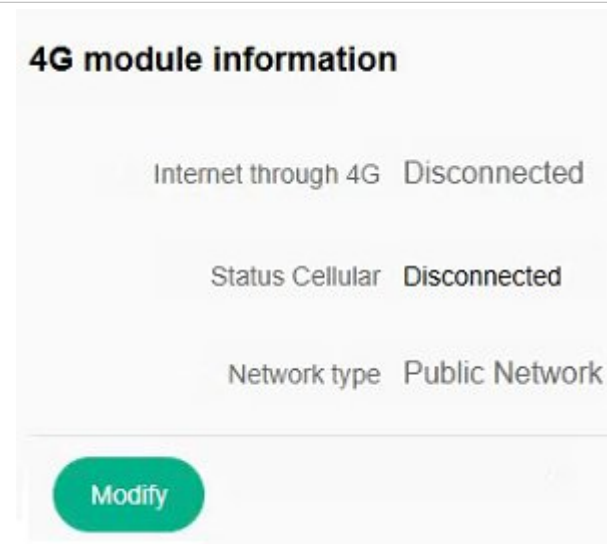 4G module information
Internet through 4G Disconnected
Status Cellular Disconnected
Network type Public Network
Modify